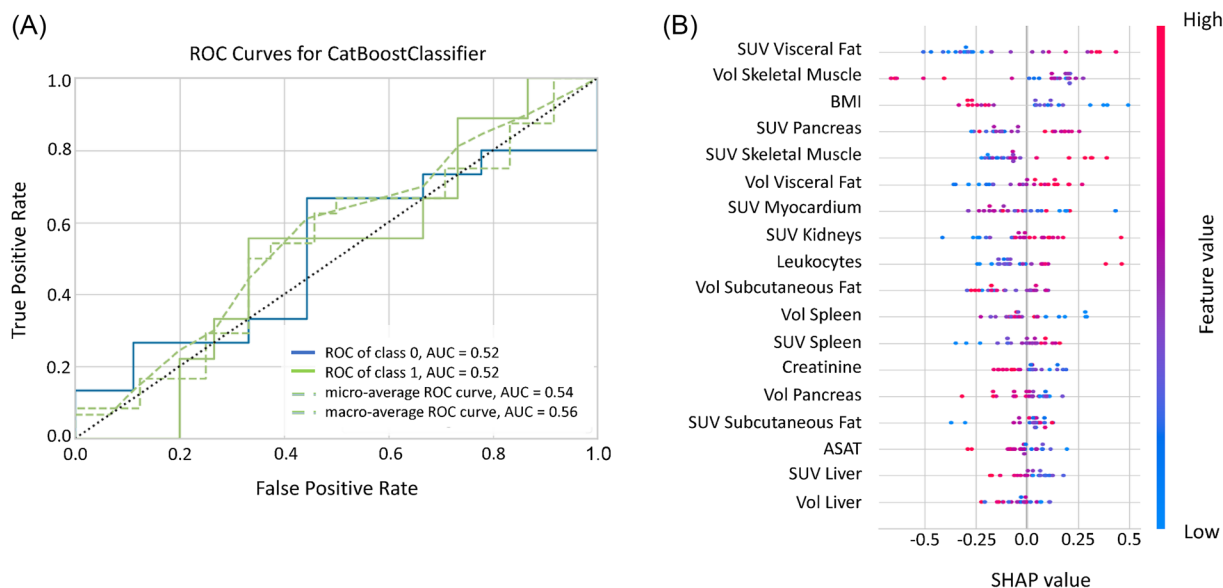 (A)
ROC Curves for CatBoostClassifier
True Positive Rate
1.0
0.8
0.6
0.4
0.2
0.0
ROC of class 0, AUC = 0.52
ROC of class 1, AUC = 0.52
micro-average ROC curve, AUC = 0.54
macro-average ROC curve, AUC = 0.56
0.0 0.2 0.4 0.6 0.8 1.0
False Positive Rate
(B)
SUV Visceral Fat
Vol Skeletal Muscle
BMI
SUV Pancreas
SUV Skeletal Muscle
Vol Visceral Fat
SUV Myocardium
SUV Kidneys
Leukocytes
Vol Subcutaneous Fat
Vol Spleen
SUV Spleen
Creatinine
Vol Pancreas
SUV Subcutaneous Fat
ASAT
SUV Liver
Vol Liver
-0.5 -0.25 0.0 0.25 0.5
SHAP value
High
Feature value
Low